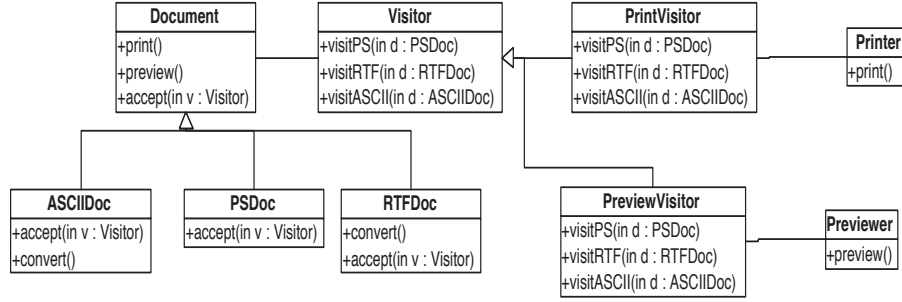 Document
+print()
+preview()
+accept(in v : Visitor)
Visitor
+visitPS(in d : PSDoc)
+visitRTF(in d : RTFDoc)
+visitASCII(in d : ASCIIDoc)
PrintVisitor
+visitPS(in d : PSDoc)
+visitRTF(in d : RTFDoc)
+visitASCII(in d : ASCIIDoc)
Printer
+print()
ASCIIDoc
+accept(in v : Visitor)
+convert()
PSDoc
+accept(in v : Visitor)
RTFDoc
+convert()
+accept(in v : Visitor)
PreviewVisitor
+visitPS(in d : PSDoc)
+visitRTF(in d : RTFDoc)
+visitASCII(in d : ASCIIDoc)
Previewer
+preview()